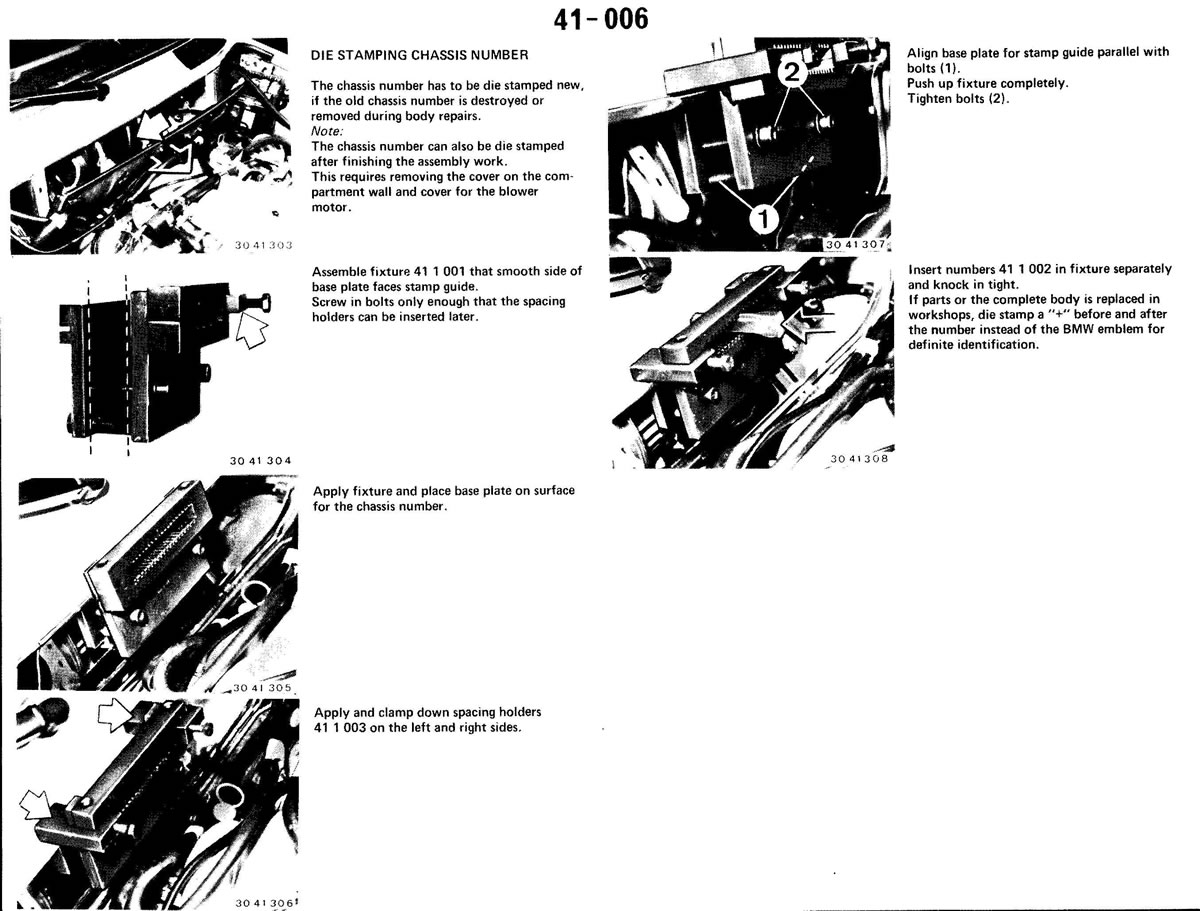 41-006
DIE STAMPING CHASSIS NUMBER
The chassis number has to be die stamped new,
if the old chassis number is destroyed or
removed during body repairs.
Note:
The chassis number can also be die stamped
after finishing the assembly work.
This requires removing the cover on the com-
partment wall and cover for the blower
motor.
30 41 303
Assemble fixture 41 1 001 that smooth side of
base plate faces stamp guide.
Screw in bolts only enough that the spacing
holders can be inserted later.
30 41 304
Apply fixture and place base plate on surface
for the chassis number.
30 41 305
Apply and clamp down spacing holders
41 1 003 on the left and right sides.
30 41 306
2
1
30 41 307
Align base plate for stamp guide parallel with
bolts (1).
Push up fixture completely.
Tighten bolts (2).
Insert numbers 41 1 002 in fixture separately
and knock in tight.
If parts or the complete body is replaced in
workshops, die stamp a "+" before and after
the number instead of the BMW emblem for
definite identification.
30 41 308